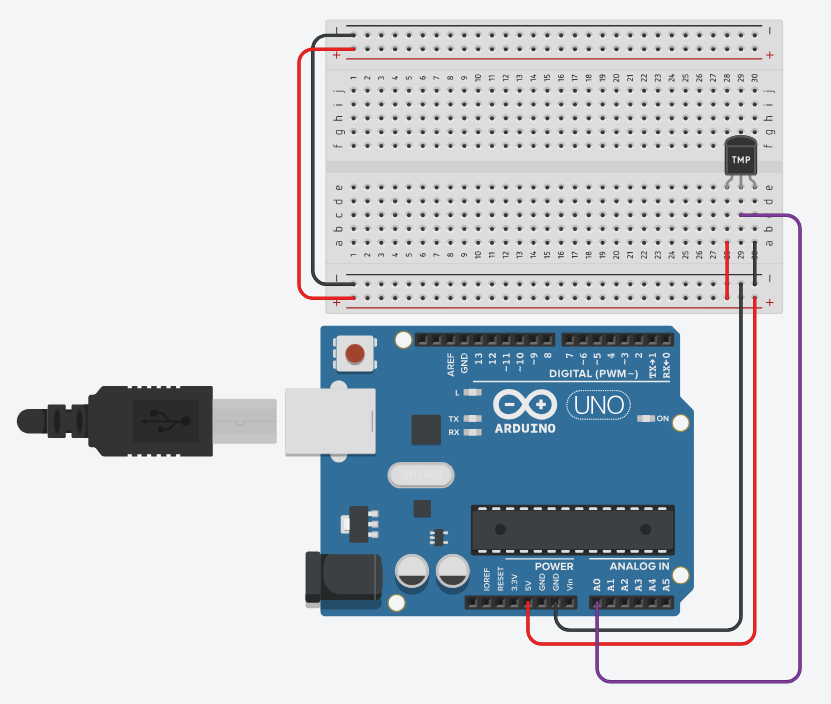 − −
+ +
1 2 3 4 5 6 7 8 9 10 11 12 13 14 15 16 17 18 19 20 21 22 23 24 25 26 27 28 29 30
j j
i i
h h
g g
f f
TMP
e e
d d
c c
b b
a a
1 2 3 4 5 6 7 8 9 10 11 12 13 14 15 16 17 18 19 20 21 22 23 24 25 26 27 29
− −
+ +
AREF GND 13 12 ~11 ~10 ~9 8 7 ~6 ~5 4 ~3 2 TX→1 RX←0
DIGITAL (PWM~)
L
TX
RX
ARDUINO
UNO
ON
POWER
ANALOG IN
IOREF RESET 3.3V 5V GND GND Vin A0 A1 A2 A3 A4 A5